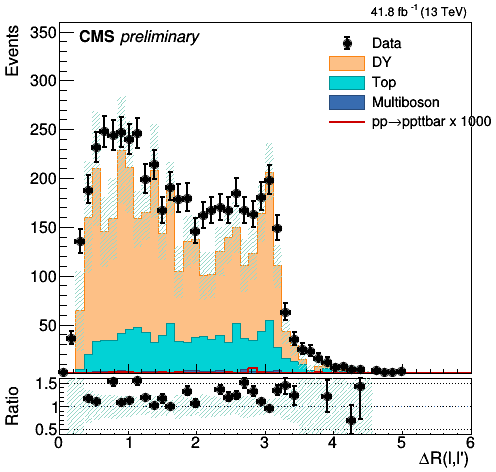 41.8 fb⁻¹ (13 TeV)
CMS preliminary
Events
350
300
250
200
150
100
50
Data
DY
Top
Multiboson
pp→ppttbar x 1000
Ratio
1.5
1
0.5
0 1 2 3 4 5 6
ΔR(l,l')